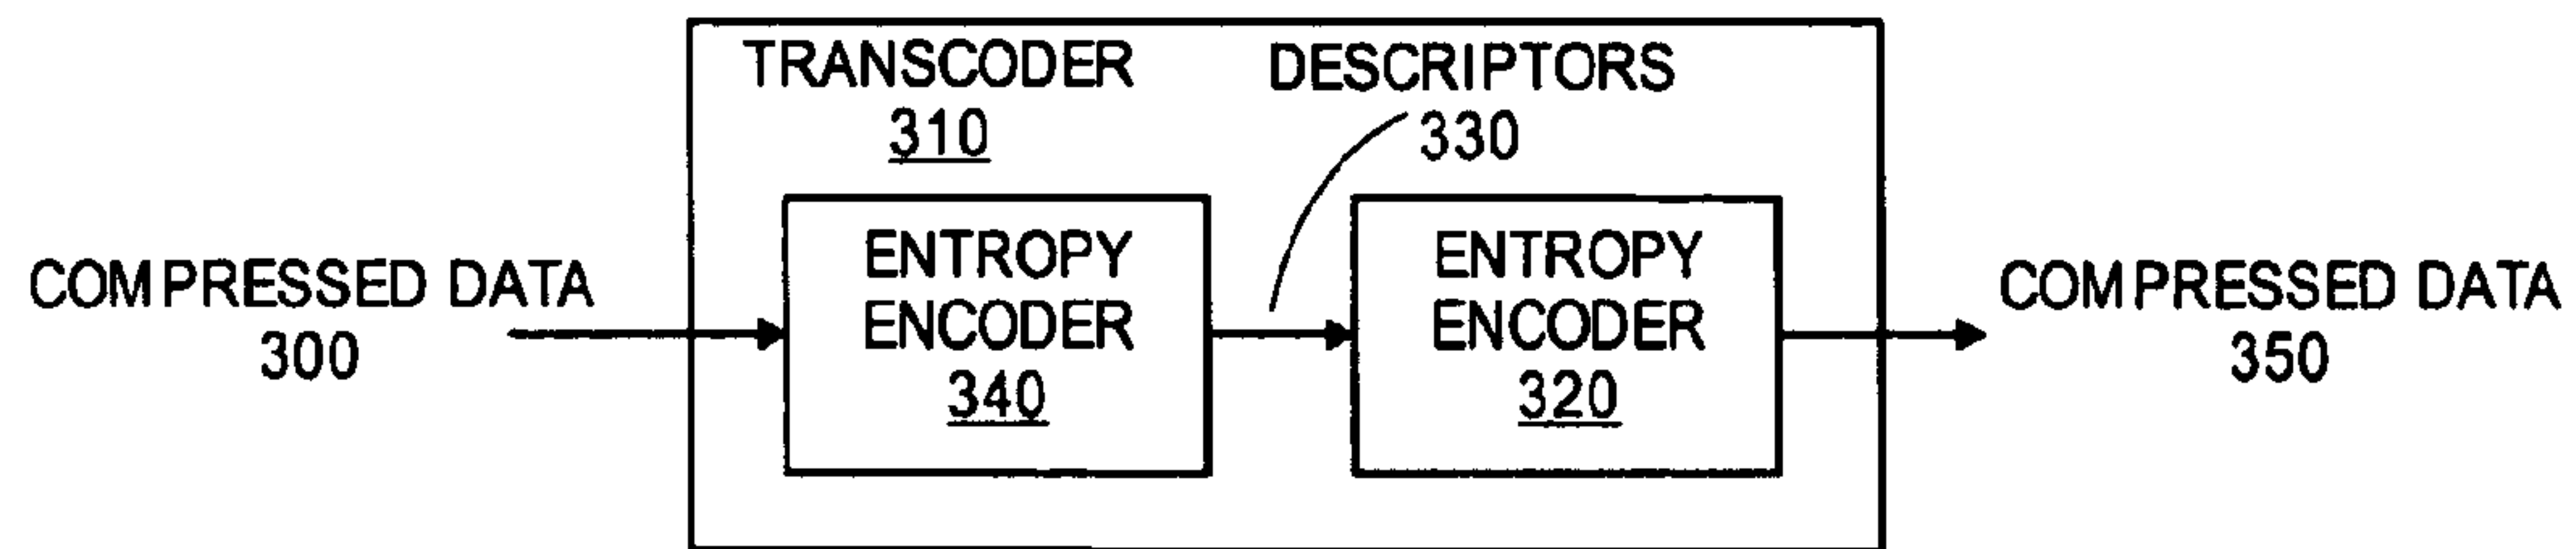 TRANSCODER
310
DESCRIPTORS
330
COMPRESSED DATA
300
ENTROPY
ENCODER
340
ENTROPY
ENCODER
320
COMPRESSED DATA
350